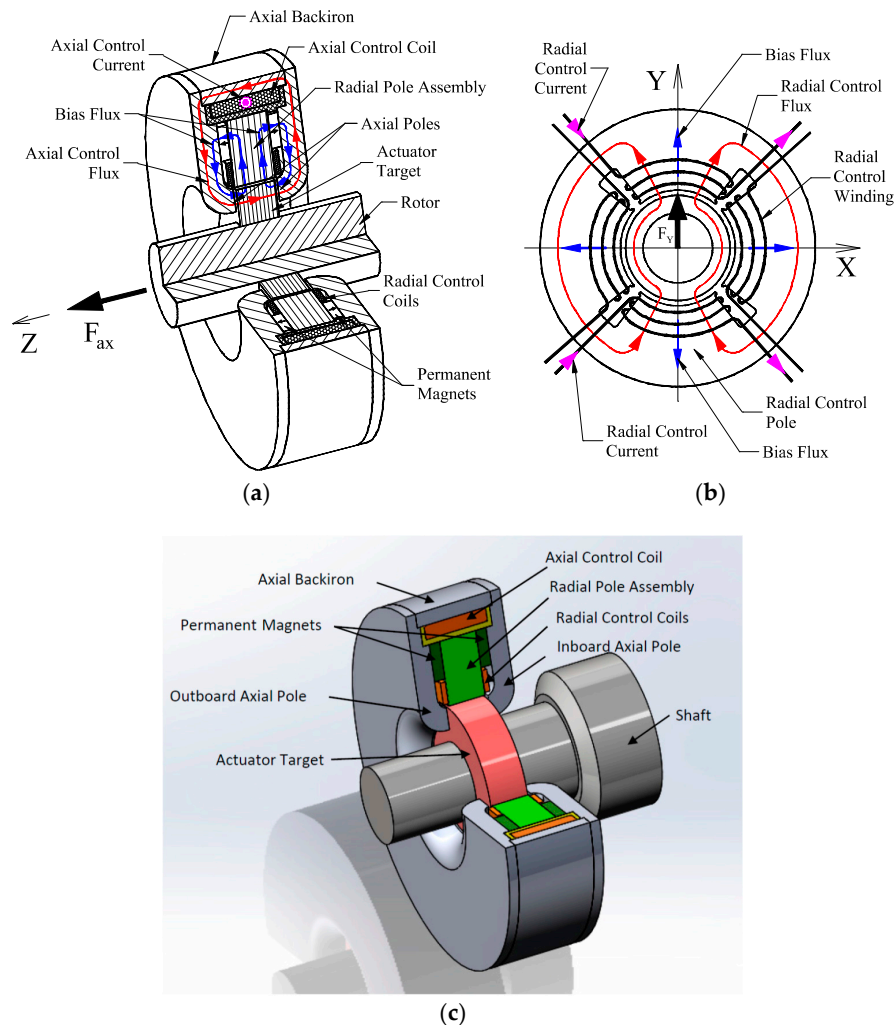 Axial Backiron
Axial Control
Current
Axial Control Coil
Radial Pole Assembly
Bias Flux
Axial Poles
Axial Control
Flux
Actuator
Target
Rotor
Radial Control
Coils
Z
F_ax
Permanent
Magnets
(a)
Radial
Control
Current
Y
Bias Flux
Radial Control
Flux
Radial
Control
Winding
F_Y
X
Radial Control
Pole
Radial Control
Current
Bias Flux
(b)
Axial Control Coil
Axial Backiron
Radial Pole Assembly
Permanent Magnets
Radial Control Coils
Inboard Axial Pole
Outboard Axial Pole
Shaft
Actuator Target
(c)